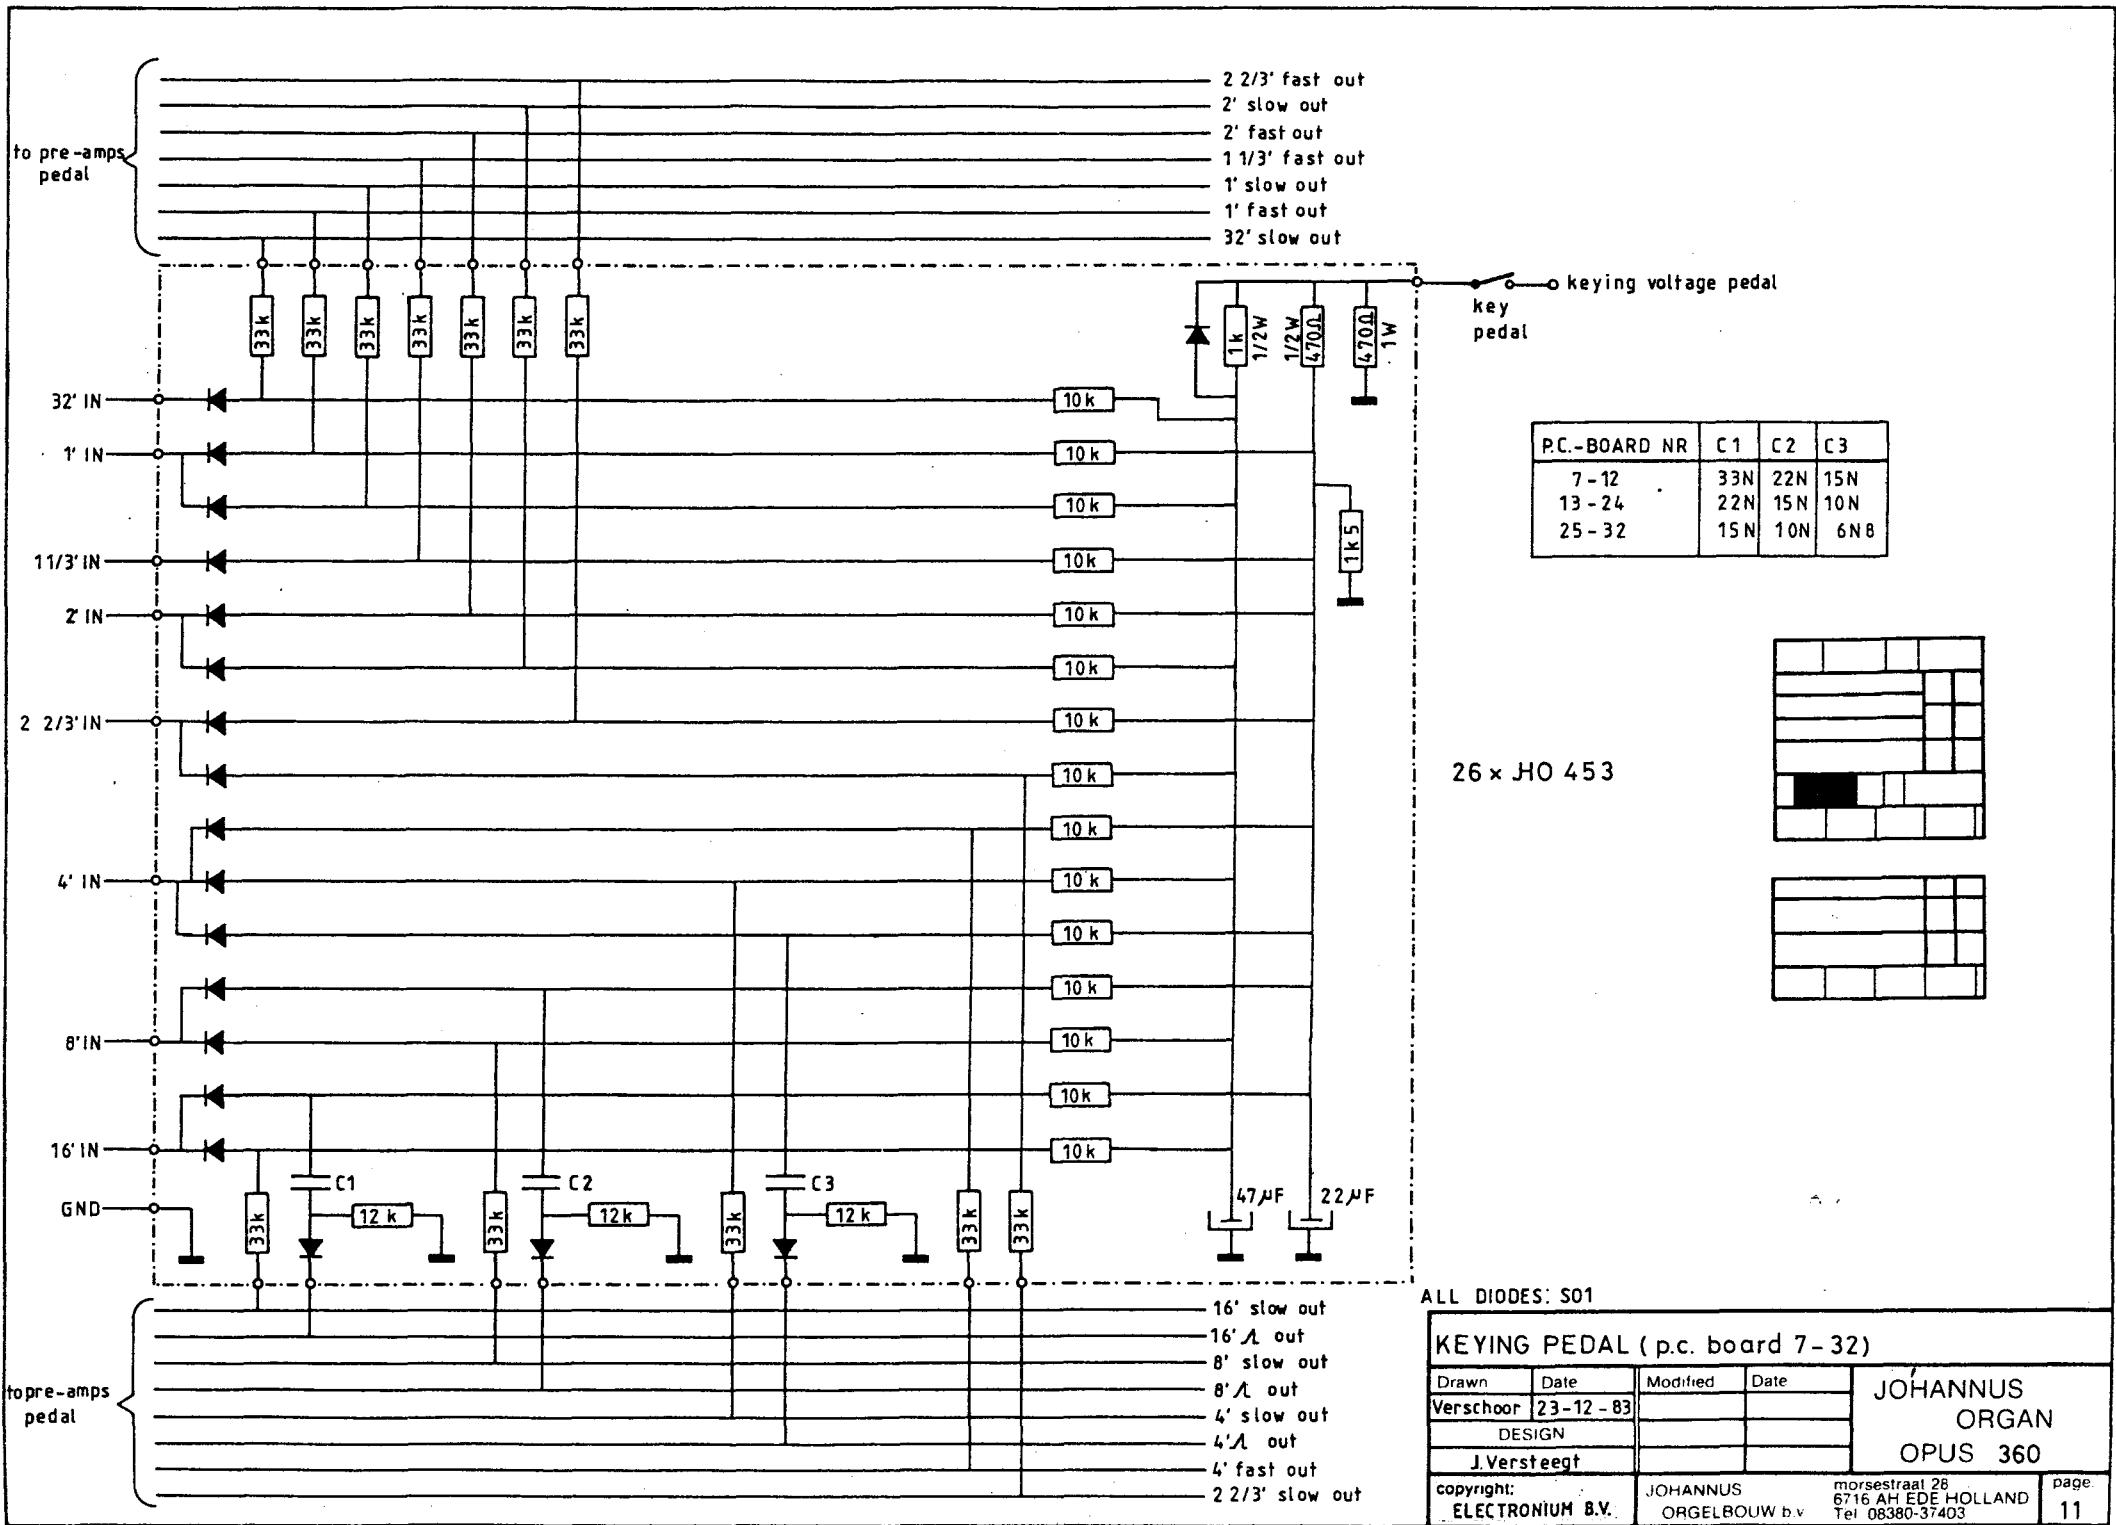 2 2/3' fast out
2' slow out
2' fast out
1 1/3' fast out
1' slow out
1' fast out
32' slow out
to pre-amps
pedal
keying voltage pedal
key
pedal
33k
33k
33k
33k
33k
33k
33k
1k
1/2W
1/2W
470Ω
470Ω
1W
32' IN
10k
1' IN
10k
10k
1k5
11/3' IN
10k
2' IN
10k
10k
2 2/3' IN
10k
10k
10k
4' IN
10k
10k
10k
8' IN
10k
10k
16' IN
10k
GND
33k
C1
12k
33k
C2
12k
33k
C3
12k
33k
33k
47µF
22µF
P.C.-BOARD NR C1 C2 C3
7-12 33N 22N 15N
13-24 22N 15N 10N
25-32 15N 10N 6N8
26 x JHO 453
16' slow out
16' out
8' slow out
8' out
4' slow out
4' out
4' fast out
2 2/3' slow out
to pre-amps
pedal
ALL DIODES: S01
KEYING PEDAL (p.c. board 7-32)
Drawn Date Modified Date
Verschoor 23-12-83
DESIGN
J.Versteegt
JOHANNUS
ORGAN
OPUS 360
copyright:
ELECTRONIUM B.V.
JOHANNUS
ORGELBOUW b.v
morsestraat 28
6716 AH EDE HOLLAND
Tel 08380-37403
page
11